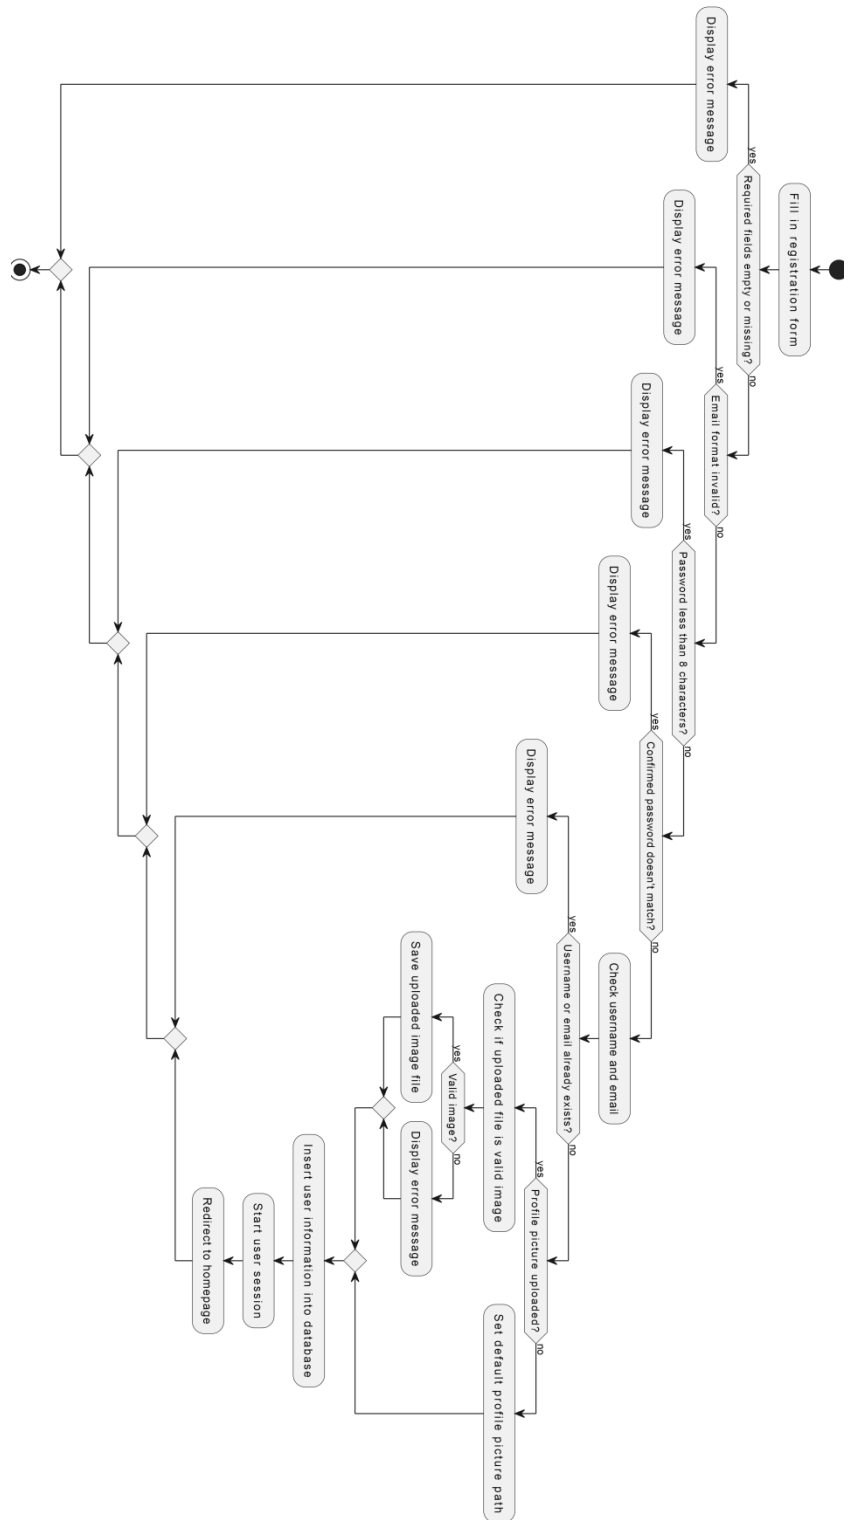 Fill in registration form
Required fields empty or missing?
yes
no
Display error message
Email format invalid?
yes
no
Display error message
Password less than 8 characters?
yes
no
Display error message
Confirmed password doesn't match?
yes
no
Display error message
Check username and email
Username or email already exists?
yes
no
Display error message
Profile picture uploaded?
yes
no
Check if uploaded file is valid image
Valid image?
yes
no
Save uploaded image file
Display error message
Set default profile picture path
Insert user information into database
Start user session
Redirect to homepage